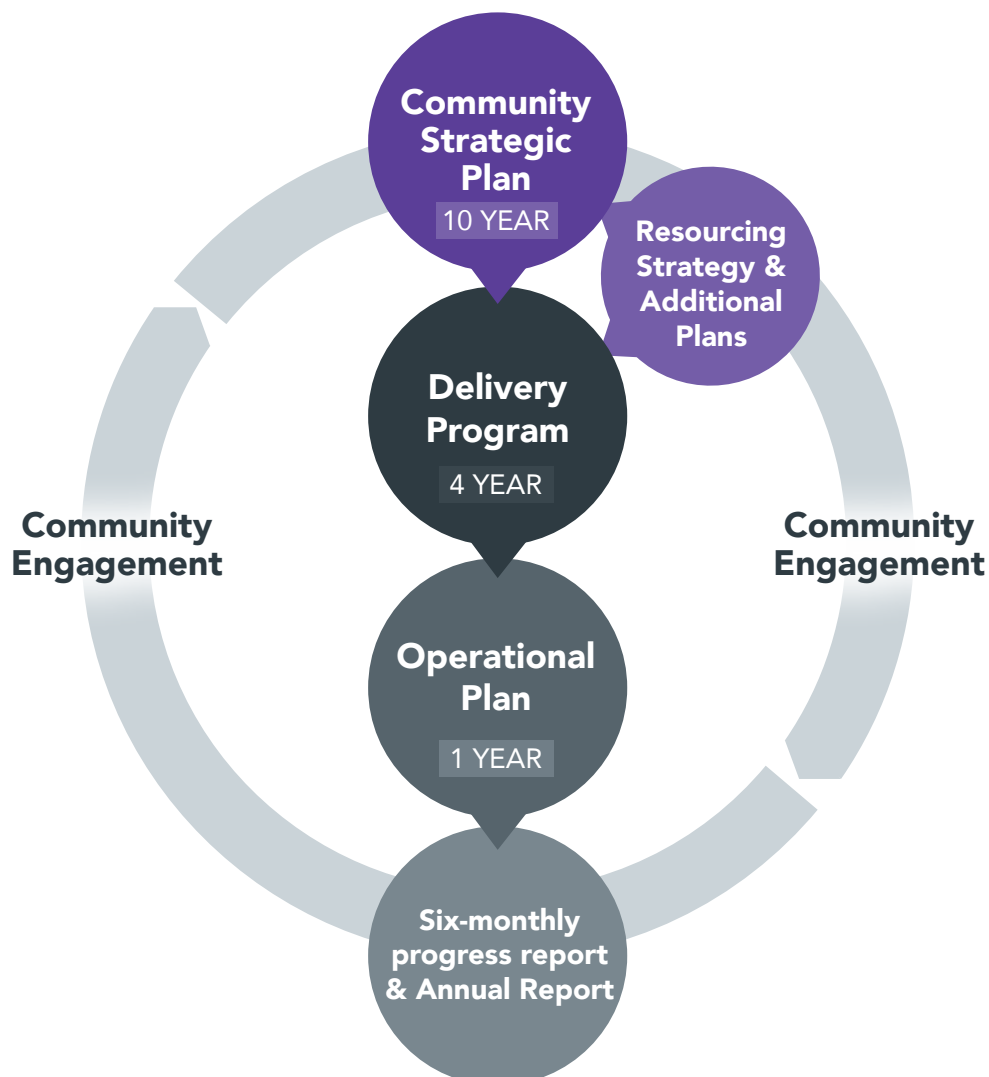 Community
Strategic
Plan
10 YEAR
Resourcing
Strategy &
Additional
Plans
Delivery
Program
4 YEAR
Community
Engagement
Community
Engagement
Operational
Plan
1 YEAR
Six-monthly
progress report
& Annual Report